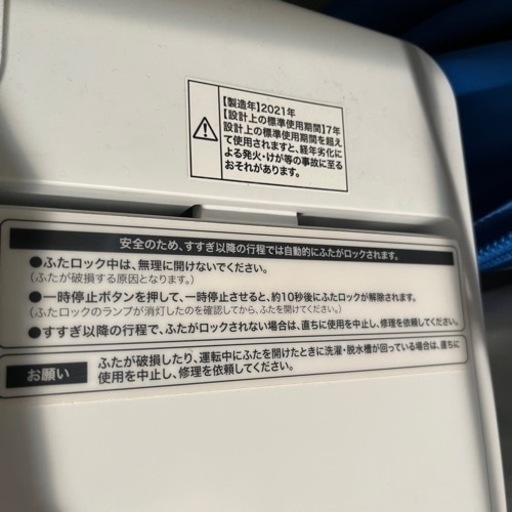 【製造年】2021年
【設計上の標準使用期間】7年
設計上の標準使用期間を超え
て使用されますと、経年劣化に
よる発火・けが等の事故に至る
おそれがあります。
安全のため、すすぎ以降の行程では自動的にふたがロックされます。
●ふたロック中は、無理に開けないでください。
(ふたが破損する原因となります。)
●一時停止ボタンを押して、一時停止させると、約10秒後にふたロックが解除されます。
(ふたロックのランプが消灯したのを確認してから、ふたを開けてください。)
●すすぎ以降の行程で、ふたがロックされない場合は、直ちに使用を中止し、修理を依頼してください。
お願い
ふたが破損したり、運転中にふたを開けたときに洗濯・脱水槽が回っている場合は、直ちに
使用を中止し、修理を依頼してください。